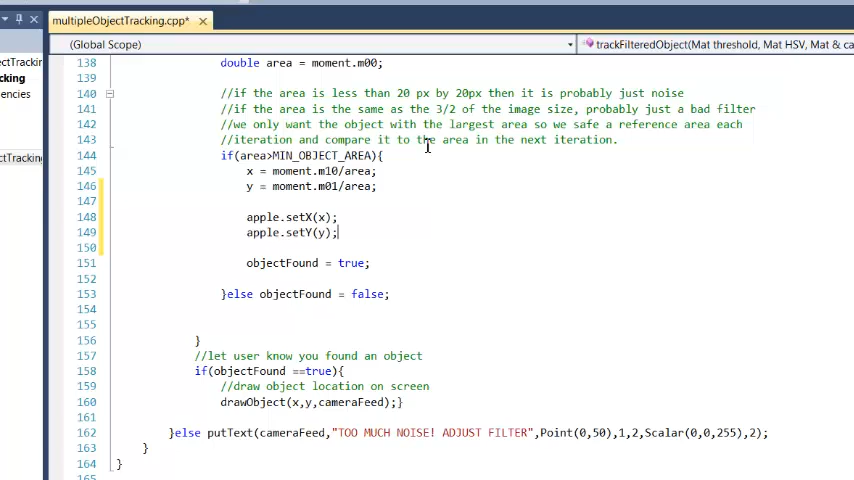 multipleObjectTracking.cpp*
(Global Scope)
trackFilteredObject(Mat threshold, Mat HSV, Mat & ca
138 double area = moment.m00;
139
140 //if the area is less than 20 px by 20px then it is probably just noise
141 //if the area is the same as the 3/2 of the image size, probably just a bad filter
142 //we only want the object with the largest area so we safe a reference area each
143 //iteration and compare it to the area in the next iteration.
144 if(area>MIN_OBJECT_AREA){
145 x = moment.m10/area;
146 y = moment.m01/area;
147
148 apple.setX(x);
149 apple.setY(y);
150
151 objectFound = true;
152
153 }else objectFound = false;
154
155
156 }
157 //let user know you found an object
158 if(objectFound ==true){
159 //draw object location on screen
160 drawObject(x,y,cameraFeed);}
161
162 }else putText(cameraFeed,"TOO MUCH NOISE! ADJUST FILTER",Point(0,50),1,2,Scalar(0,0,255),2);
163 }
164 }
ectTrackin
cking
encies
ctTracking